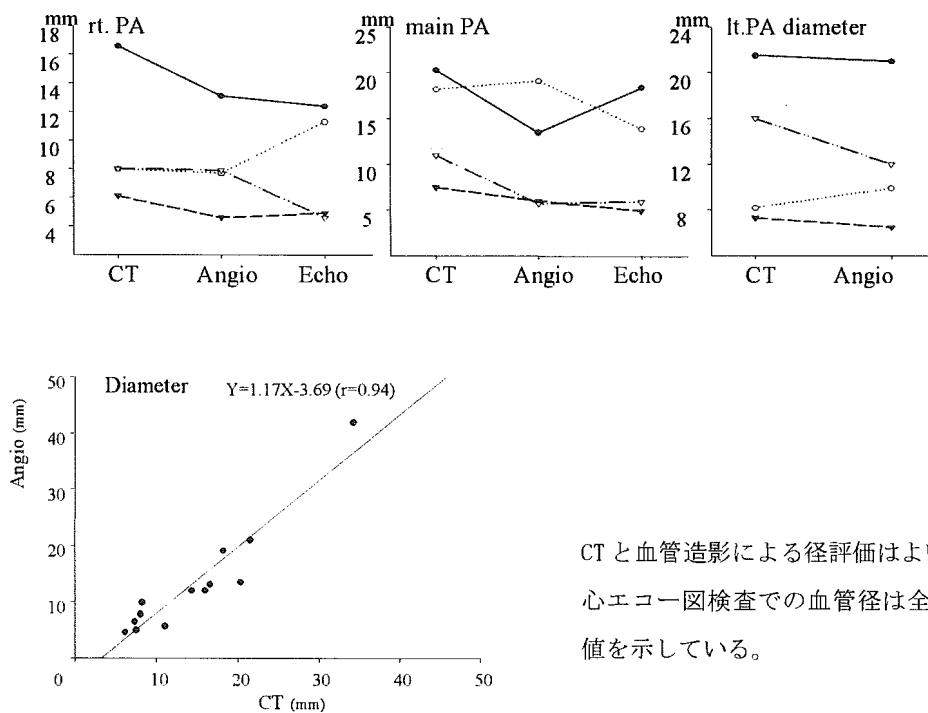 mm rt. PA
18
16
14
12
10
8
6
4
CT Angio Echo
mm main PA
25
20
15
10
5
CT Angio Echo
mm lt.PA diameter
24
20
16
12
8
CT Angio
Diameter Y=1.17X-3.69 (r=0.94)
Angio (mm)
50
40
30
20
10
0 10 20 30 40 50
CT (mm)
CTと血管造影による径評価はより
心エコー図検査での血管径は全
値を示している。